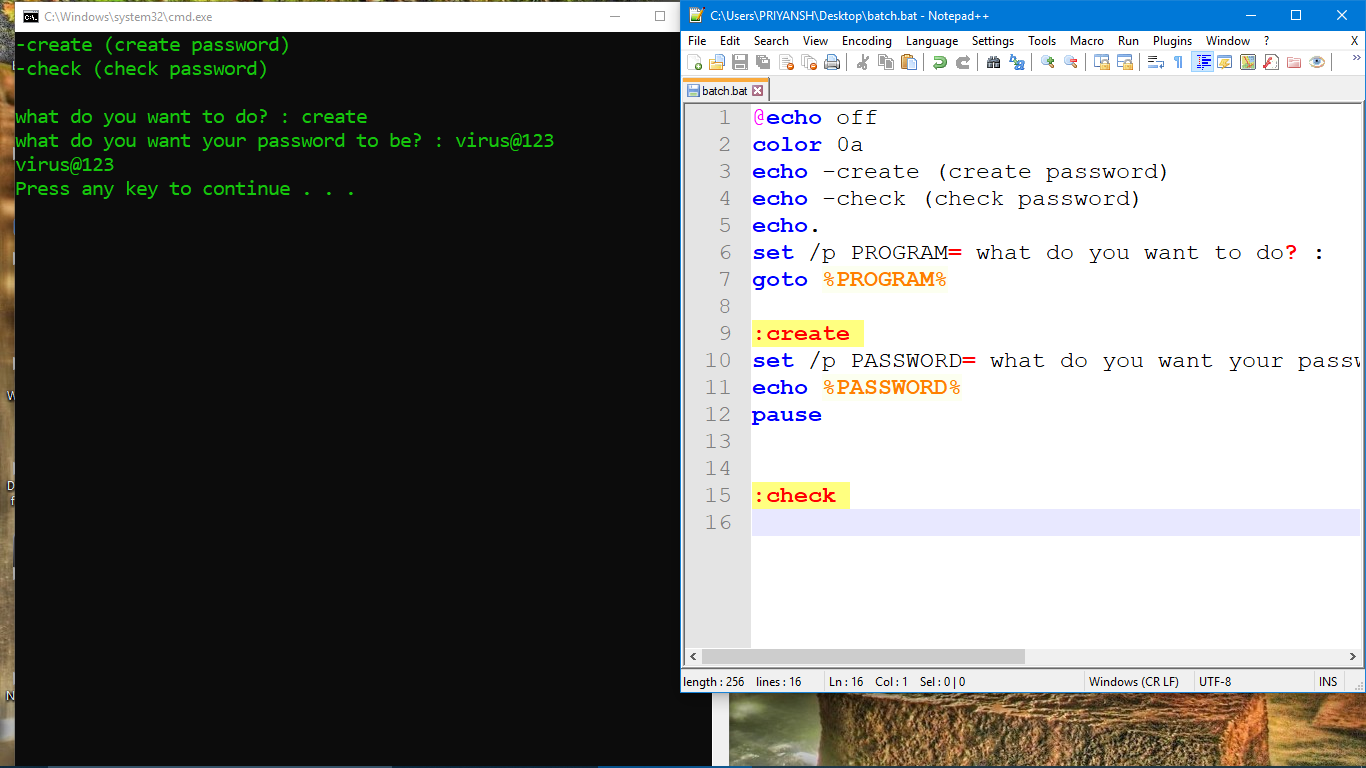 C:\Windows\system32\cmd.exe
-create (create password)
-check (check password)
what do you want to do? : create
what do you want your password to be? : virus@123
virus@123
Press any key to continue . . .
C:\Users\PRIYANSH\Desktop\batch.bat - Notepad++
File Edit Search View Encoding Language Settings Tools Macro Run Plugins Window ? X
batch.bat
1 @echo off
2 color 0a
3 echo -create (create password)
4 echo -check (check password)
5 echo.
6 set /p PROGRAM= what do you want to do? :
7 goto %PROGRAM%
8
9 :create
10 set /p PASSWORD= what do you want your passw
11 echo %PASSWORD%
12 pause
13
14
15 :check
16
length : 256 lines : 16 Ln : 16 Col : 1 Sel : 0 | 0 Windows (CR LF) UTF-8 INS